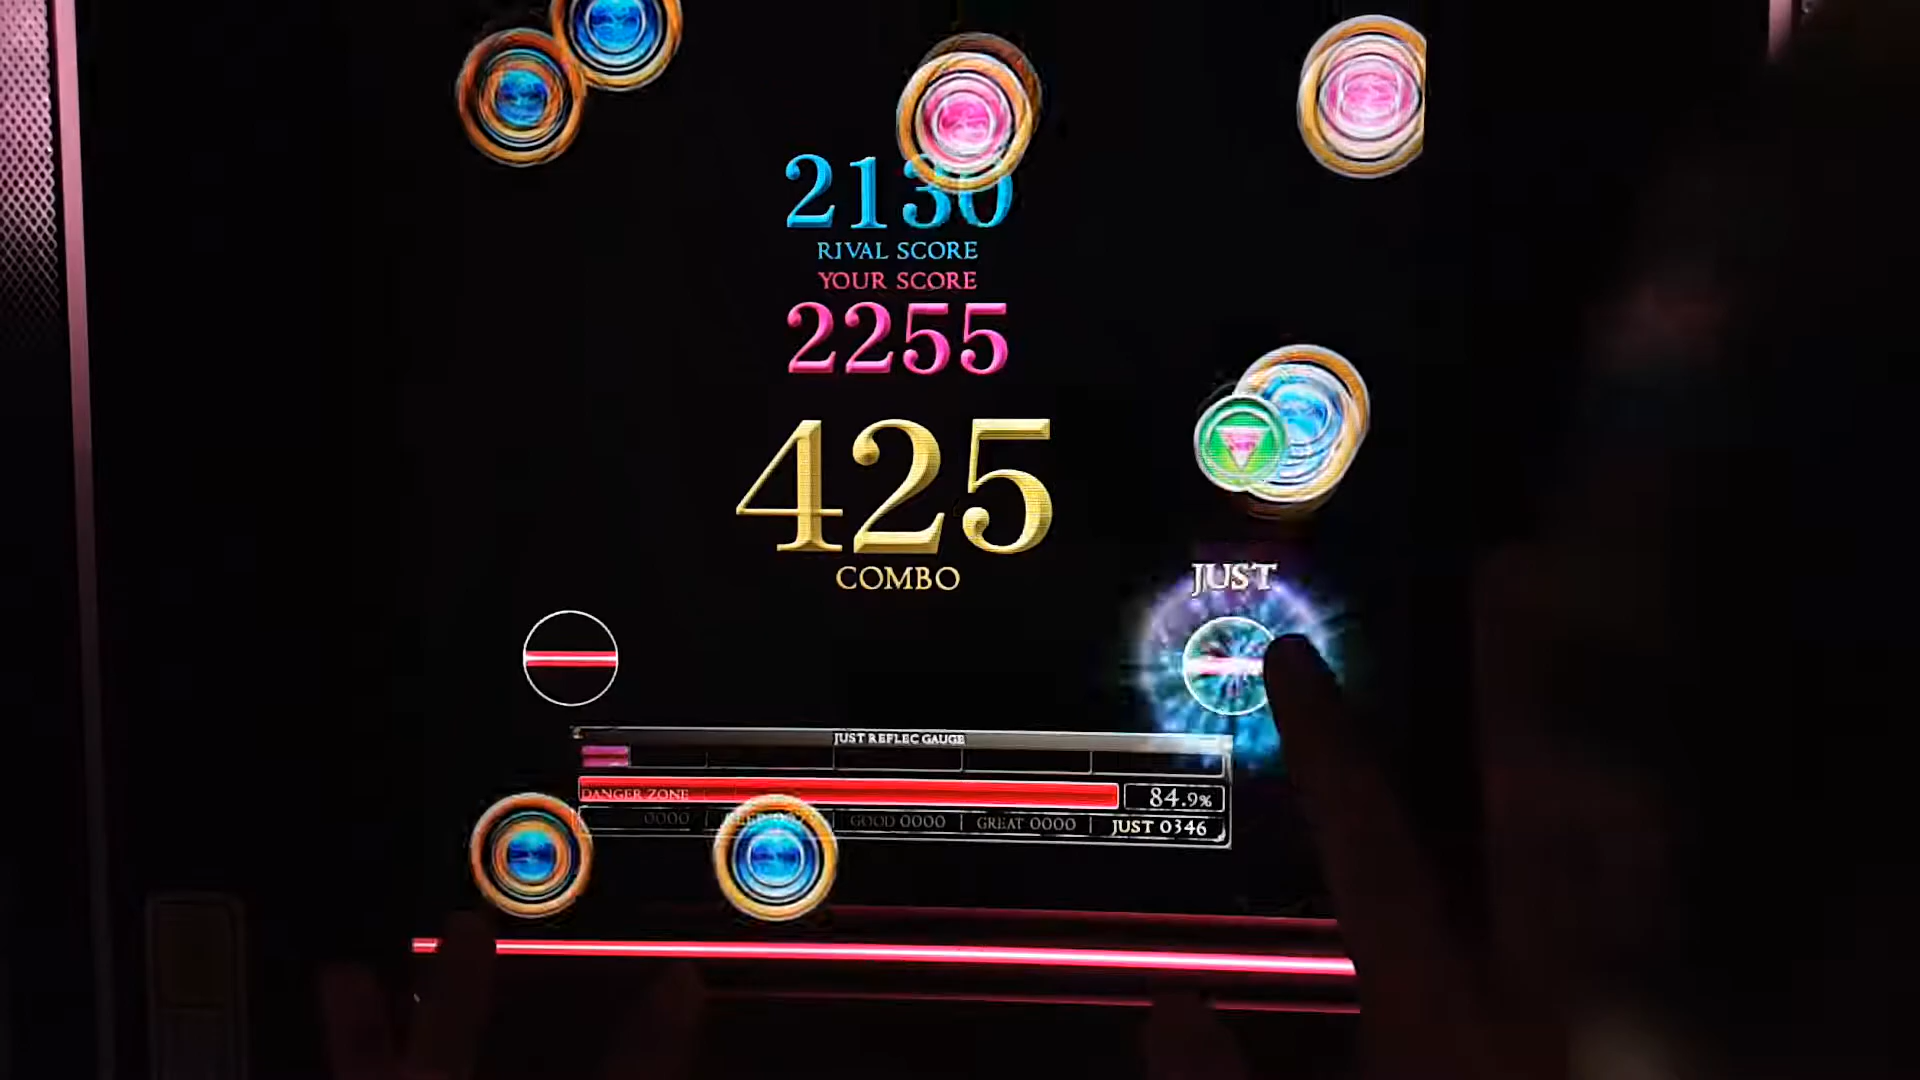 2130
RIVAL SCORE
YOUR SCORE
2255
425
COMBO
JUST
JUST REFLEC GAUGE
DANGER ZONE
84.9%
0000
GOOD 0000
GREAT 0000
JUST 0346